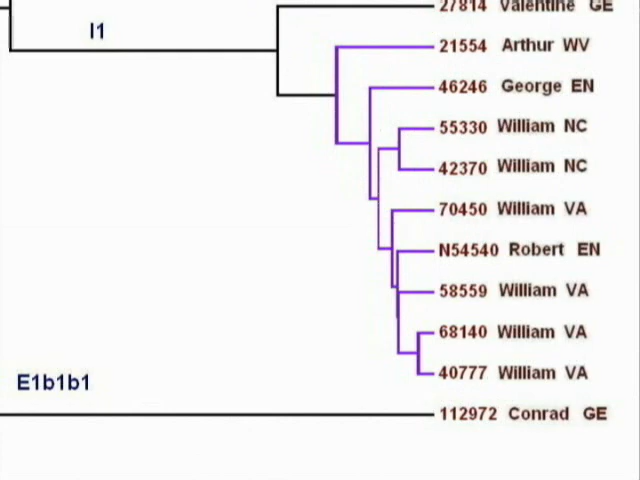 27814 Valentine GE
I1
21554 Arthur WV
46246 George EN
55330 William NC
42370 William NC
70450 William VA
N54540 Robert EN
58559 William VA
68140 William VA
40777 William VA
E1b1b1
112972 Conrad GE